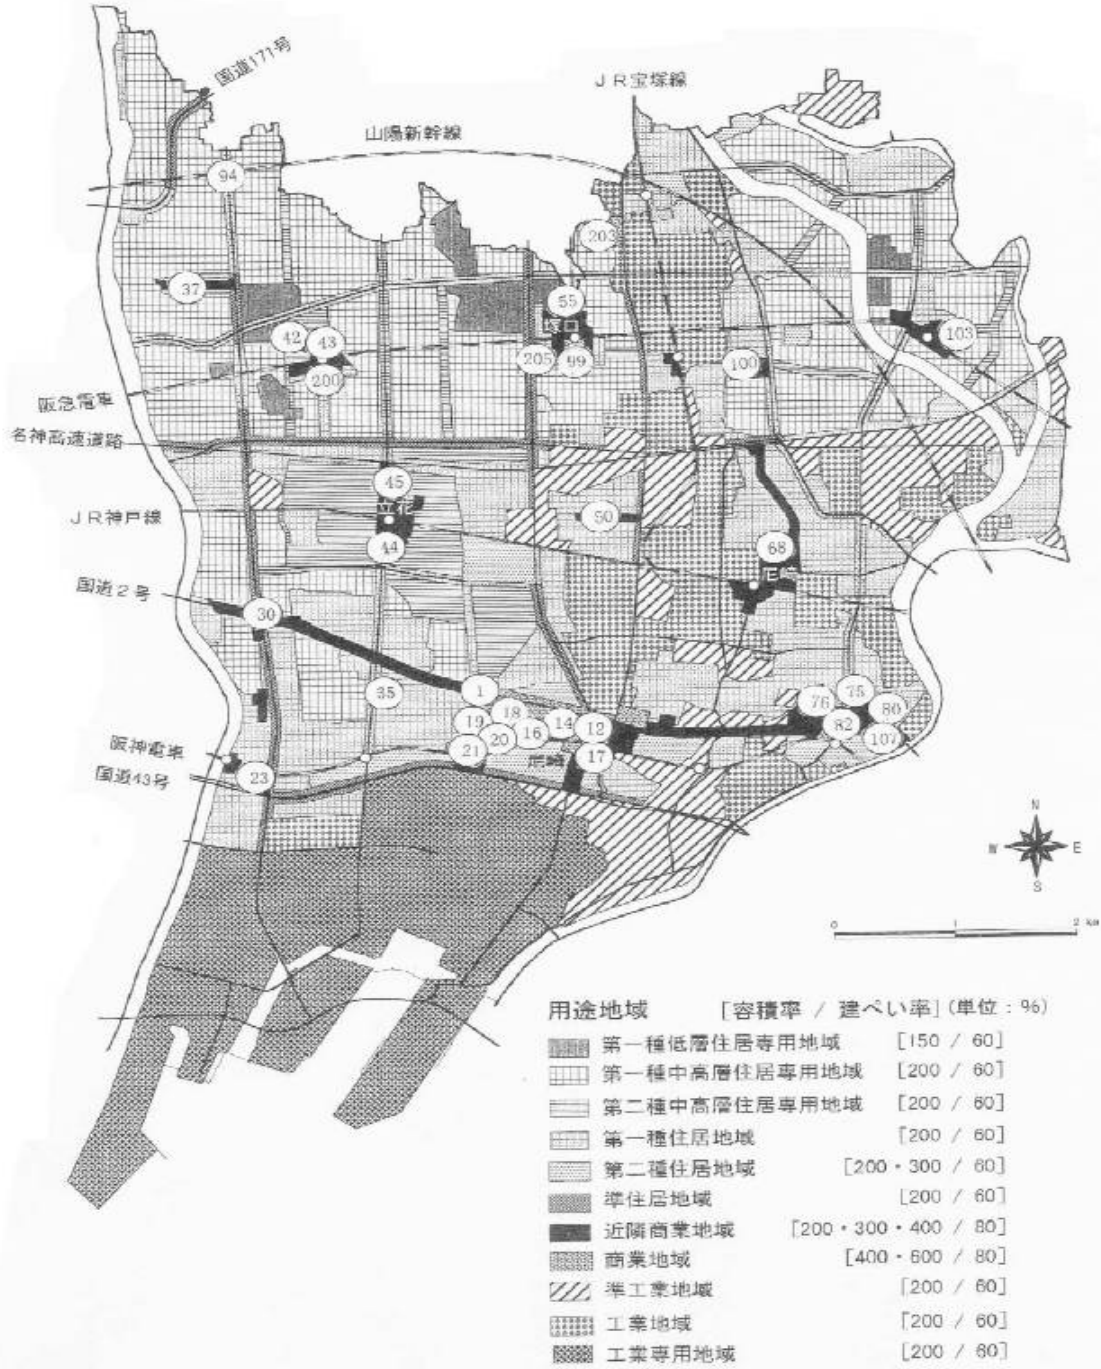 国道171号
JR宝塚線
山陽新幹線
94
203
37
55
塚口
42
43
103
205
99
100
200
阪急電車
名神高速道路
45
立花
JR神戸線
50
44
68
国道2号
30
35
1
76
75
80
19
18
14
12
82
107
16
20
21
尼崎
17
阪神電車
23
国道43号
N
W
E
S
0
1
2 km
用途地域 [容積率 / 建ぺい率] (単位:%)
第一種低層住居専用地域 [150 / 60]
第一種中高層住居専用地域 [200 / 60]
第二種中高層住居専用地域 [200 / 60]
第一種住居地域 [200 / 60]
第二種住居地域 [200・300 / 60]
準住居地域 [200 / 60]
近隣商業地域 [200・300・400 / 80]
商業地域 [400・600 / 80]
準工業地域 [200 / 60]
工業地域 [200 / 60]
工業専用地域 [200 / 60]